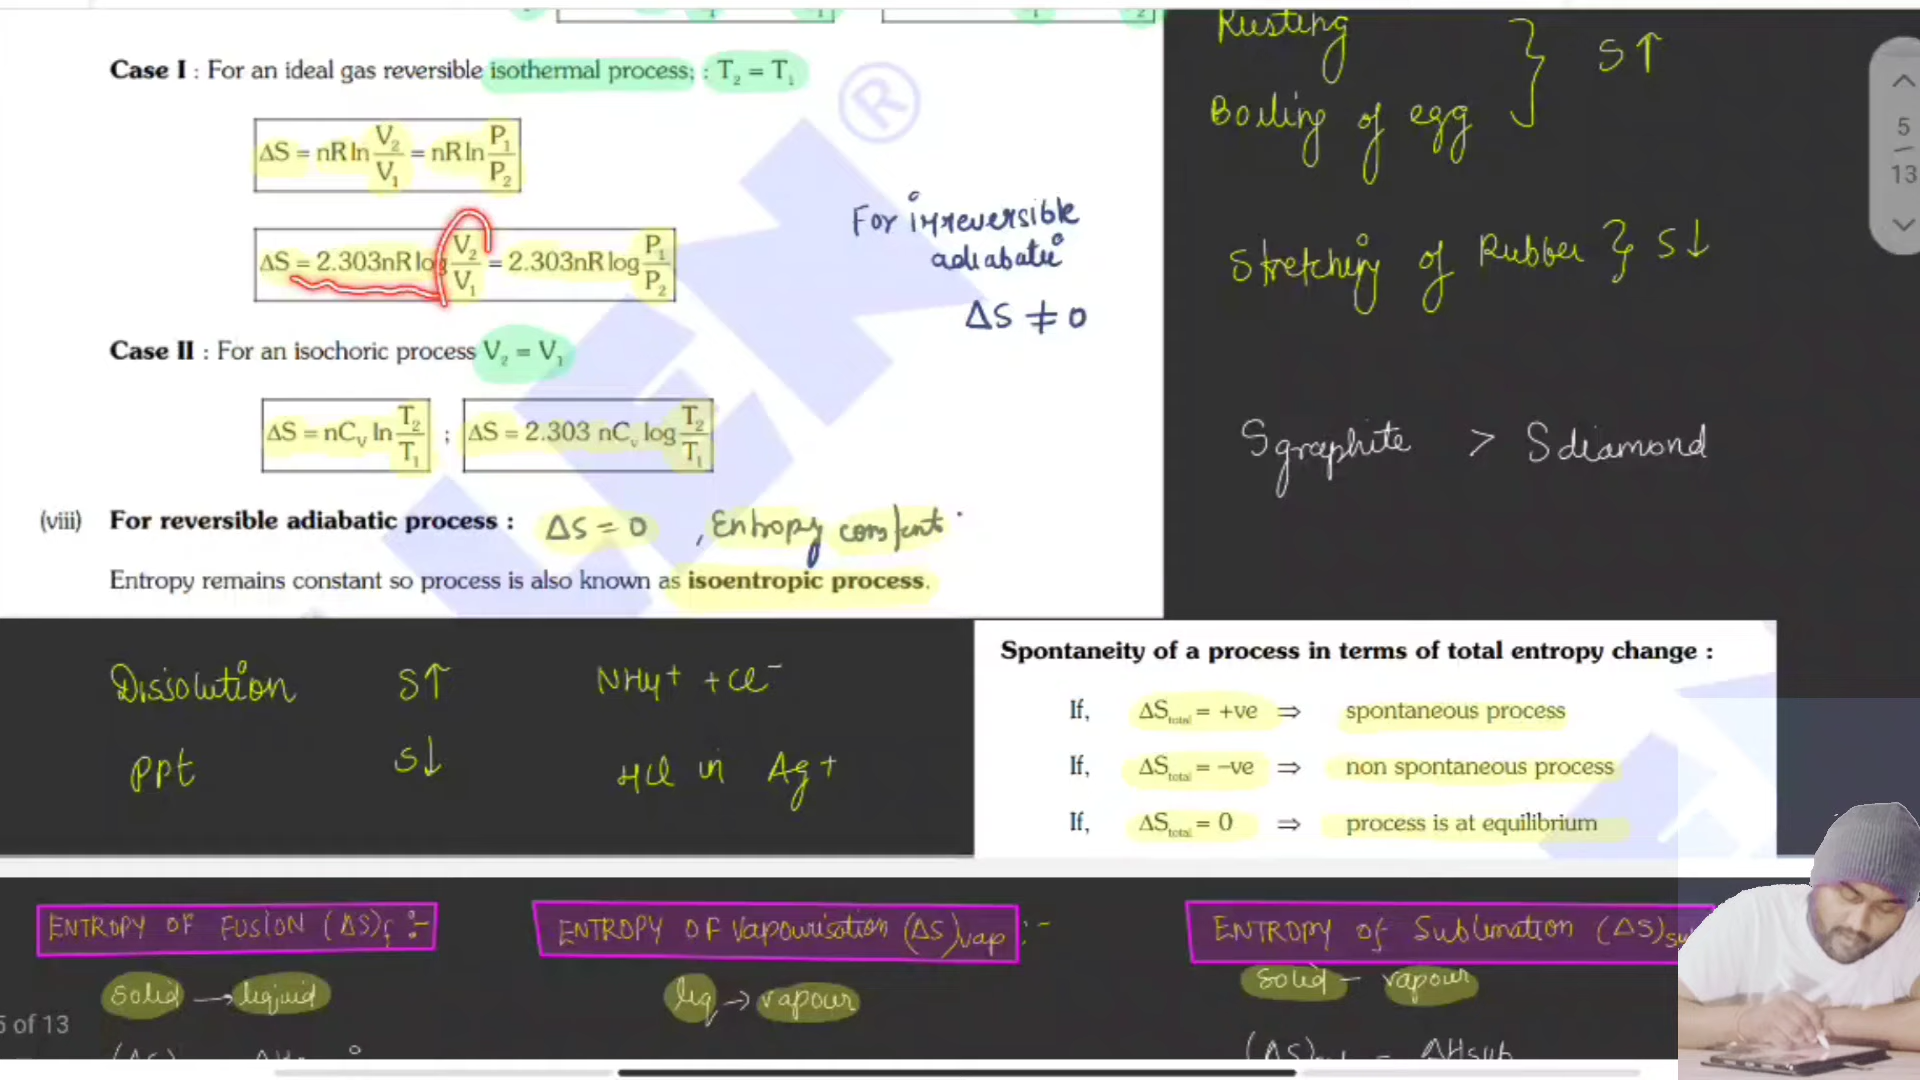 Case I : For an ideal gas reversible isothermal process; : T₂ = T₁
ΔS = nR ln V₂/V₁ = nR ln P₁/P₂
ΔS = 2.303nR log V₂/V₁ = 2.303nR log P₁/P₂
For irreversible
adiabatic
ΔS ≠ 0
Case II : For an isochoric process V₂ = V₁
ΔS = nCᵥ ln T₂/T₁ ; ΔS = 2.303 nCᵥ log T₂/T₁
(viii) For reversible adiabatic process : ΔS = 0 , Entropy constant
Entropy remains constant so process is also known as isoentropic process.
Rusting
Boiling of egg } S↑
Stretching of Rubber } S↓
S graphite > S diamond
5
13
Dissolution S↑ NH₄⁺ + Cl⁻
PPt S↓ HCl in Ag+
Spontaneity of a process in terms of total entropy change :
If, ΔS_total = +ve ⇒ spontaneous process
If, ΔS_total = –ve ⇒ non spontaneous process
If, ΔS_total = 0 ⇒ process is at equilibrium
ENTROPY OF FUSION (ΔS)f :-
solid → liquid
ENTROPY OF Vapourisation (ΔS)vap :-
liq → vapour
ENTROPY of Sublimation (ΔS)su
Solid – vapour
5 of 13
ΔHsub
®